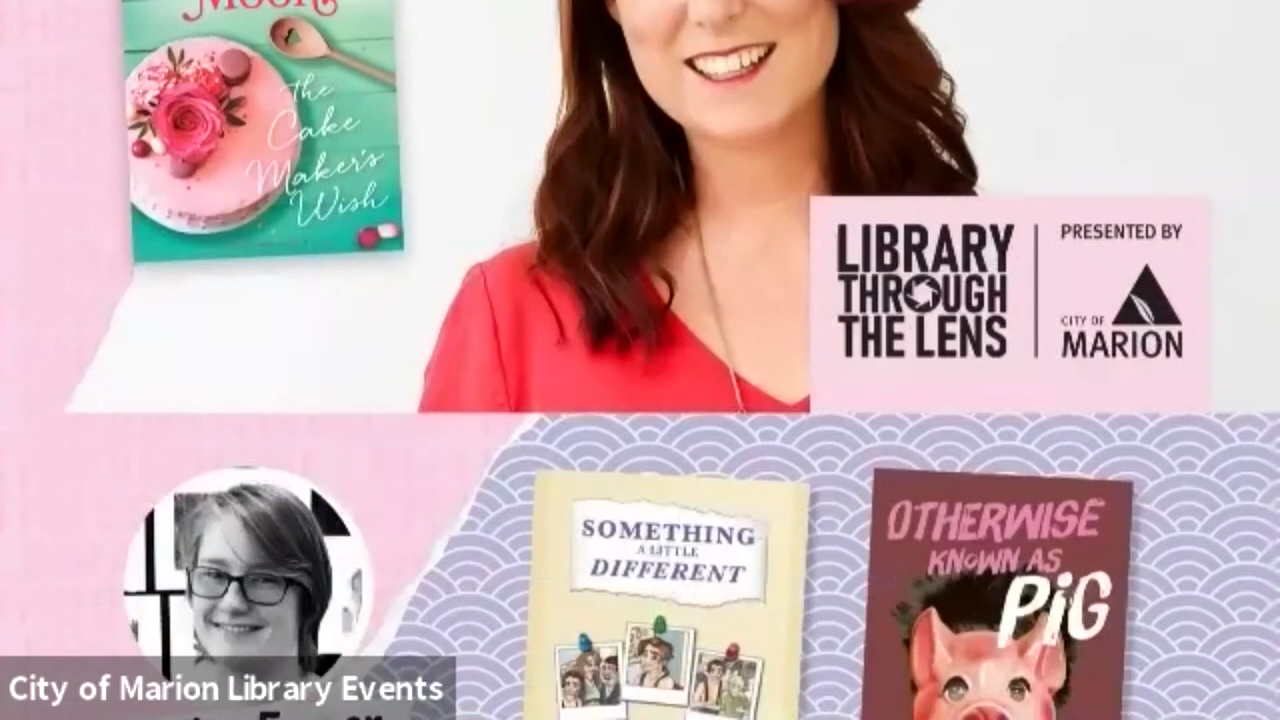 The
Cake
Maker's
Wish
LIBRARY
THROUGH
THE LENS
PRESENTED BY
CITY OF
MARION
SOMETHING
A LITTLE
DIFFERENT
OTHERWISE
KNOWN AS
PiG
City of Marion Library Events